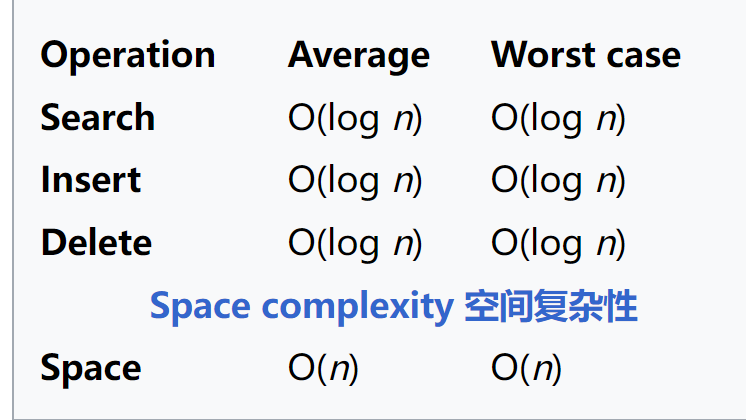 Operation Average Worst case
Search O(log n) O(log n)
Insert O(log n) O(log n)
Delete O(log n) O(log n)
Space complexity 空间复杂性
Space O(n) O(n)